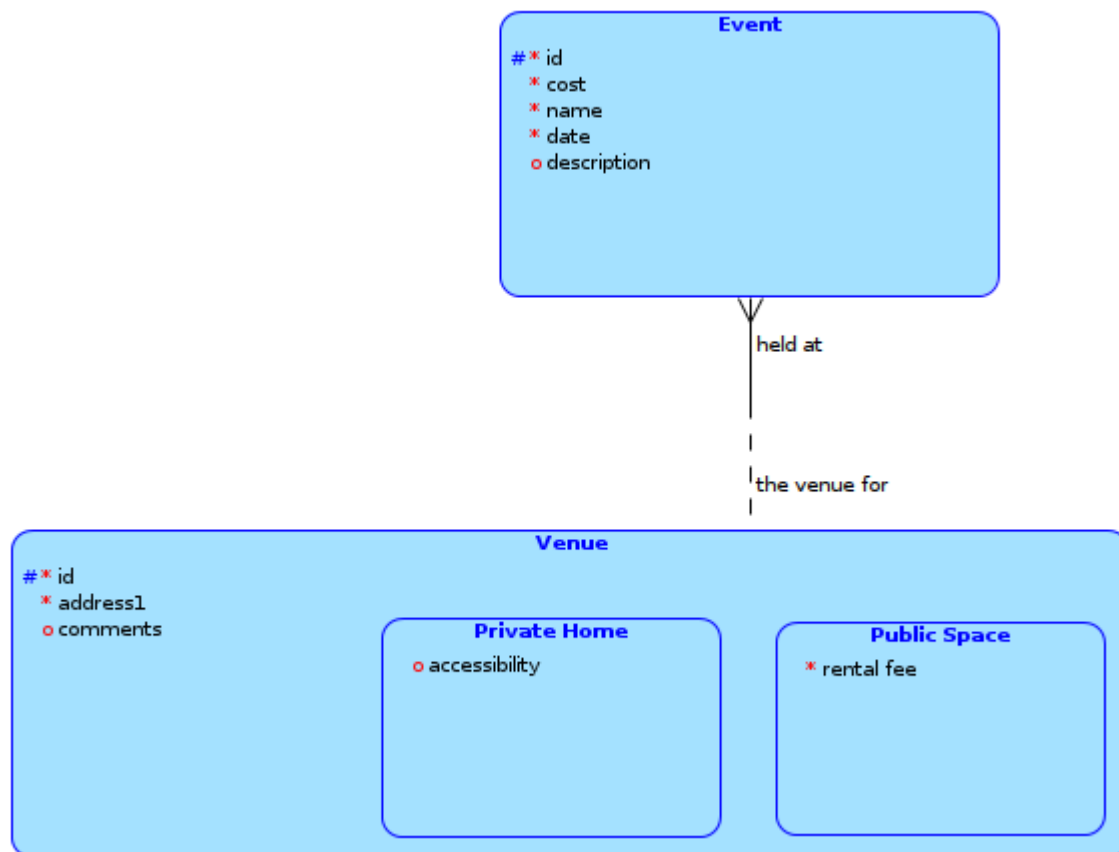 Event
#* id
* cost
* name
* date
o description
held at
the venue for
Venue
#* id
* address1
o comments
Private Home
o accessibility
Public Space
* rental fee